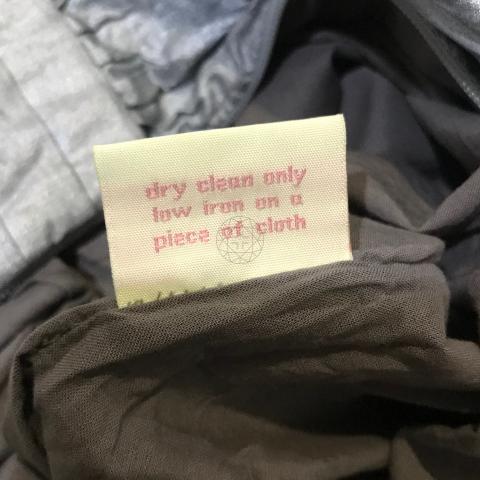 dry clean only
low iron on a
piece of cloth